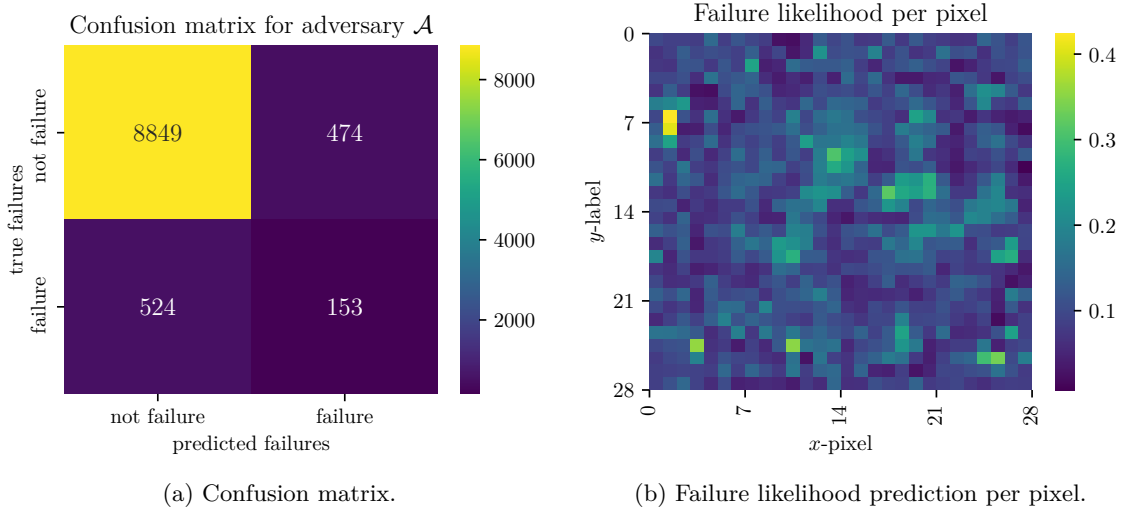 Confusion matrix for adversary 𝒜
true failures
not failure
failure
8849
474
524
153
not failure
failure
predicted failures
8000
6000
4000
2000
(a) Confusion matrix.
Failure likelihood per pixel
y-label
0
7
14
21
28
0
7
14
21
28
x-pixel
0.4
0.3
0.2
0.1
(b) Failure likelihood prediction per pixel.